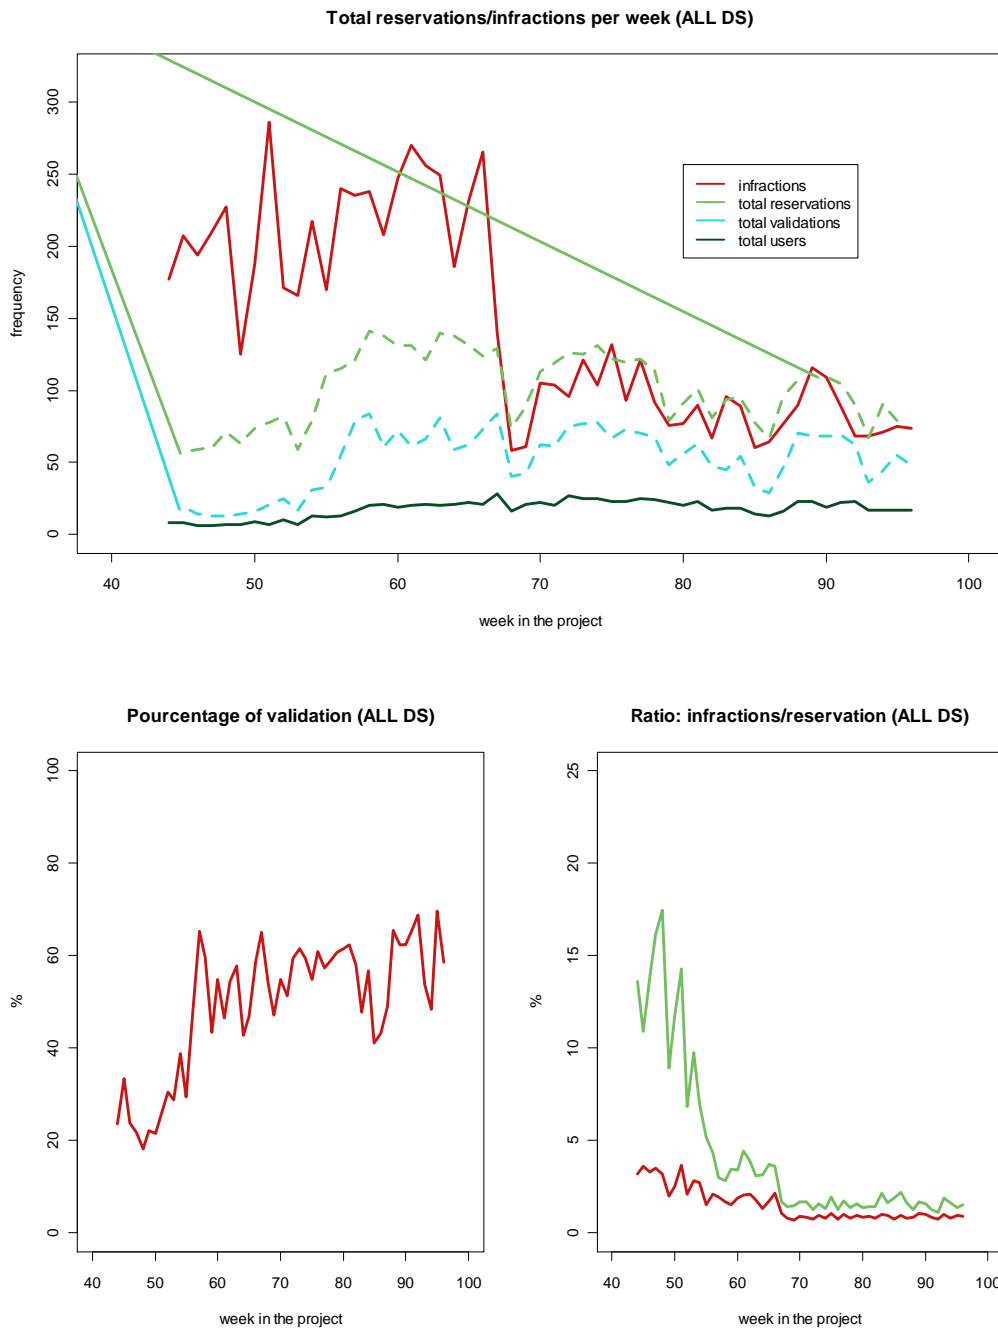 Total reservations/infractions per week (ALL DS)
300
250
200
150
100
50
0
frequency
infractions
total reservations
total validations
total users
40 50 60 70 80 90 100
week in the project
Pourcentage of validation (ALL DS)
100
80
60
40
20
0
%
40 50 60 70 80 90 100
week in the project
Ratio: infractions/reservation (ALL DS)
25
20
15
10
5
0
%
40 50 60 70 80 90 100
week in the project